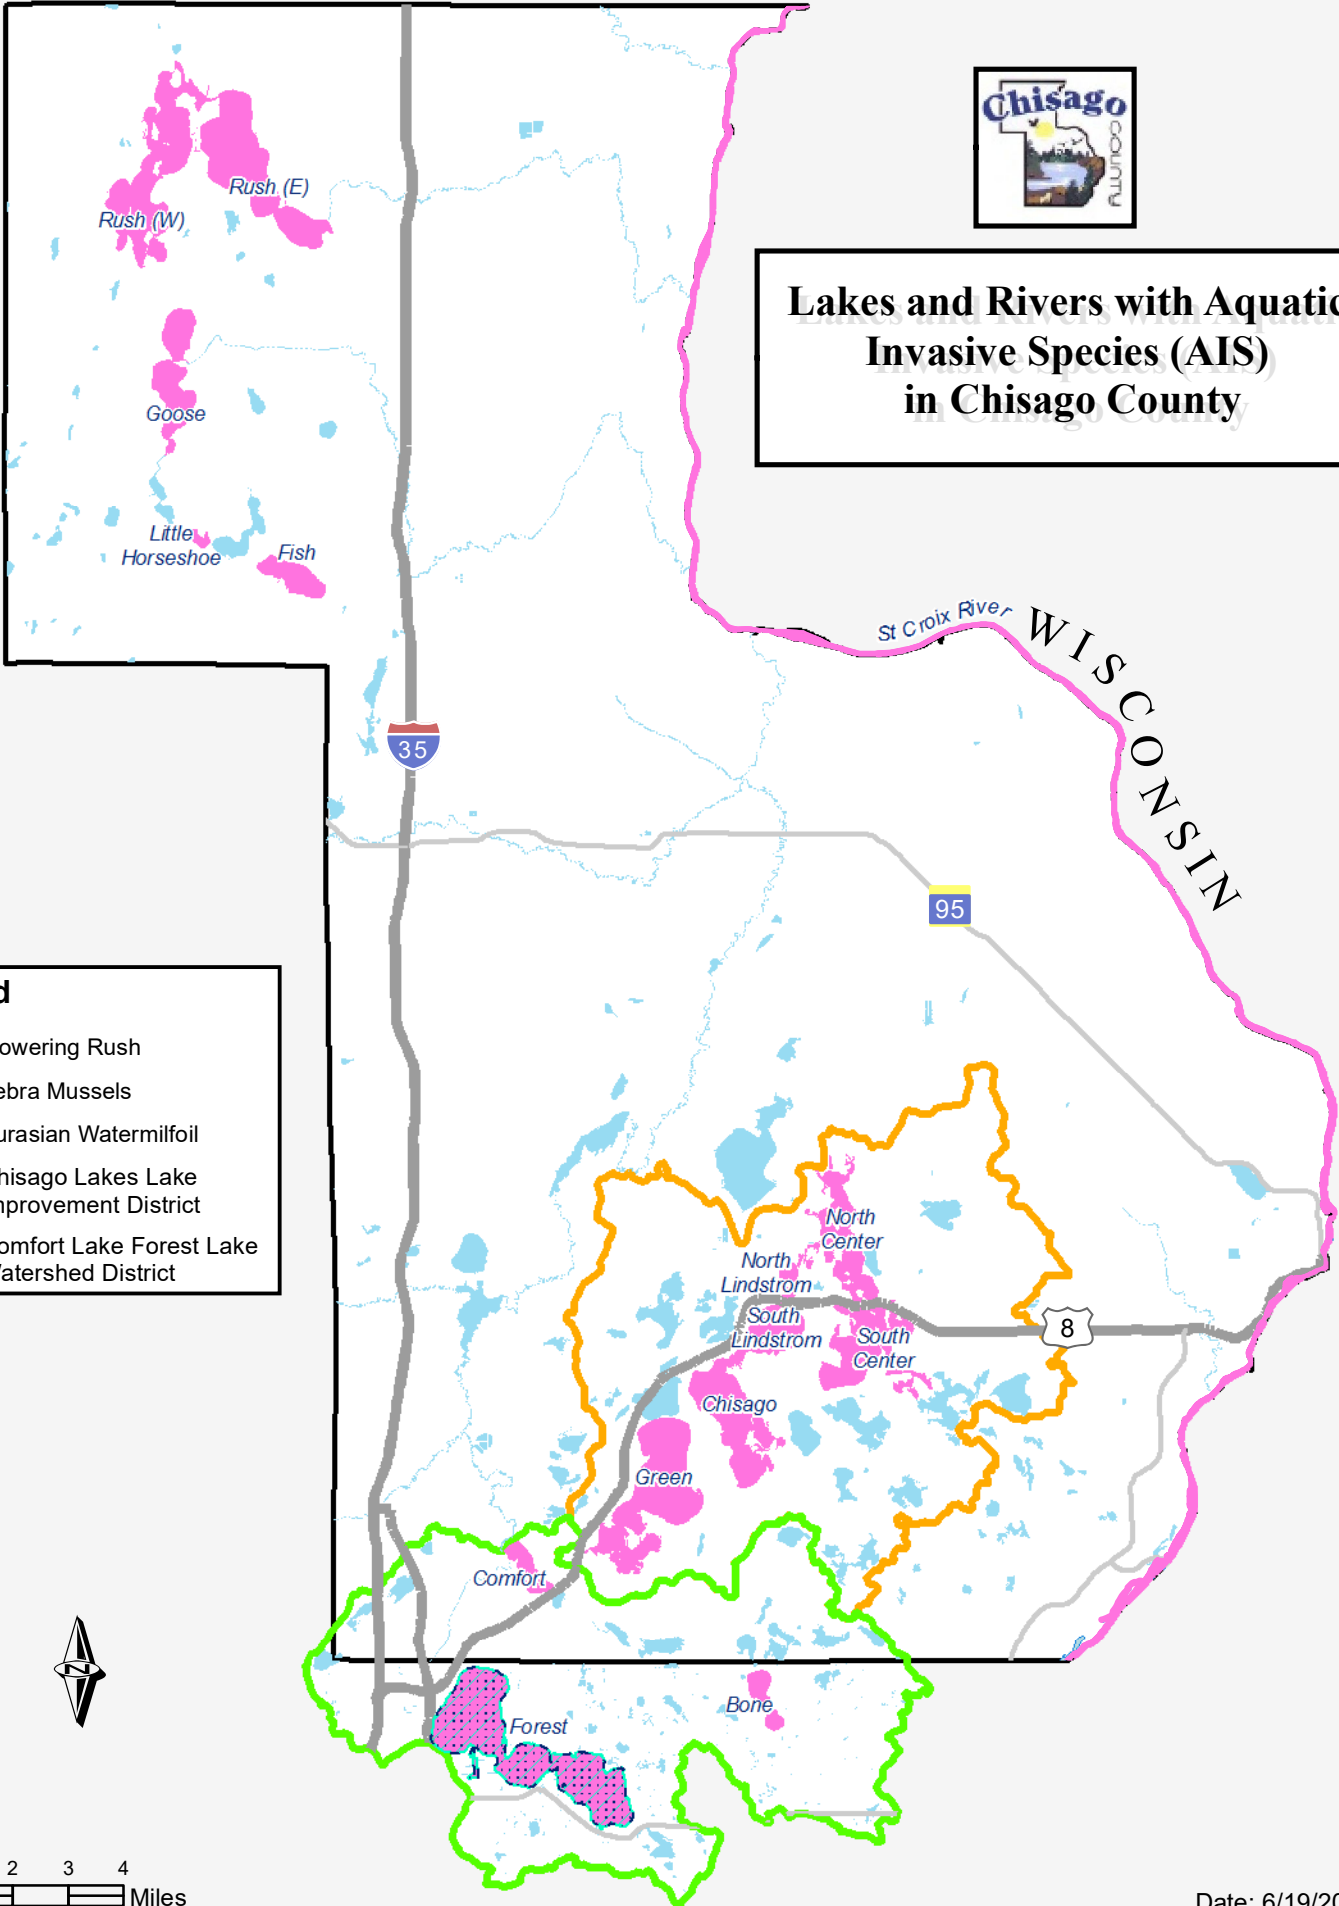 Chisago
COUNTY
Lakes and Rivers with Aquatic
Invasive Species (AIS)
in Chisago County
Rush (E)
Rush (W)
Goose
Little
Horseshoe
Fish
St Croix River
WISCONSIN
35
95
d
owering Rush
ebra Mussels
urasian Watermilfoil
hisago Lakes Lake
mprovement District
omfort Lake Forest Lake
Watershed District
North
Center
North
Lindstrom
South
Lindstrom
8
South
Center
Chisago
Green
Comfort
N
Bone
Forest
2 3 4
Miles
Date: 6/19/20